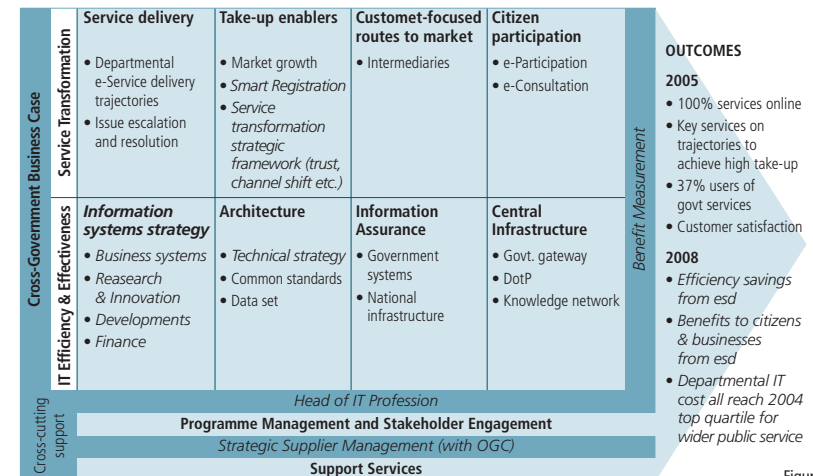 Cross-Government Business Case
Service Transformation
Service delivery
• Departmental
e-Service delivery
trajectories
• Issue escalation
and resolution
Take-up enablers
• Market growth
• Smart Registration
• Service
transformation
strategic
framework (trust,
channel shift etc.)
Customet-focused
routes to market
• Intermediaries
Citizen
participation
• e-Participation
• e-Consultation
IT Efficiency & Effectiveness
Information
systems strategy
• Business systems
• Reasearch
& Innovation
• Developments
• Finance
Architecture
• Technical strategy
• Common standards
• Data set
Information
Assurance
• Government
systems
• National
infrastructure
Central
Infrastructure
• Govt. gateway
• DotP
• Knowledge network
Benefit Measurement
OUTCOMES
2005
• 100% services online
• Key services on
trajectories to
achieve high take-up
• 37% users of
govt services
• Customer satisfaction
2008
• Efficiency savings
from esd
• Benefits to citizens
& businesses
from esd
• Departmental IT
cost all reach 2004
top quartile for
wider public service
Cross-cutting
support
Head of IT Profession
Programme Management and Stakeholder Engagement
Strategic Supplier Management (with OGC)
Support Services